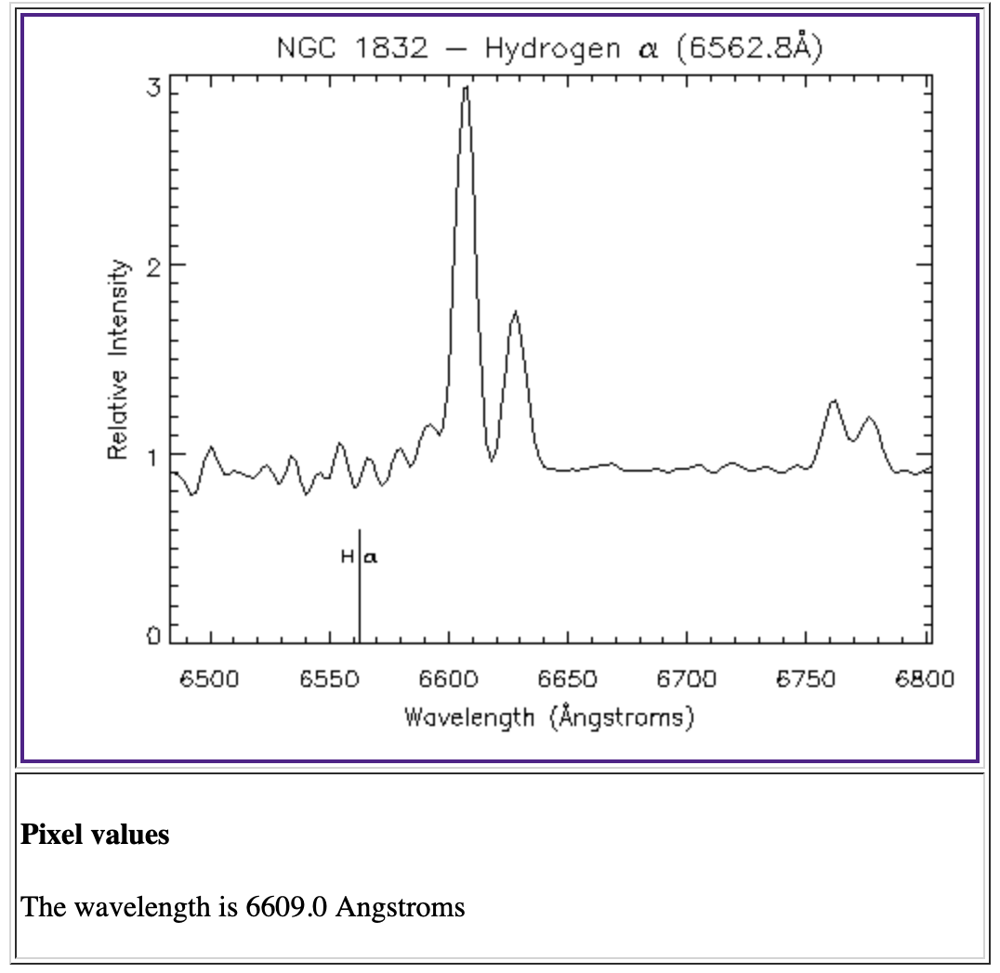 NGC 1832 – Hydrogen α (6562.8Å)
3
2
1
0
Relative Intensity
H α
6500 6550 6600 6650 6700 6750 6800
Wavelength (Ångstroms)
Pixel values
The wavelength is 6609.0 Angstroms